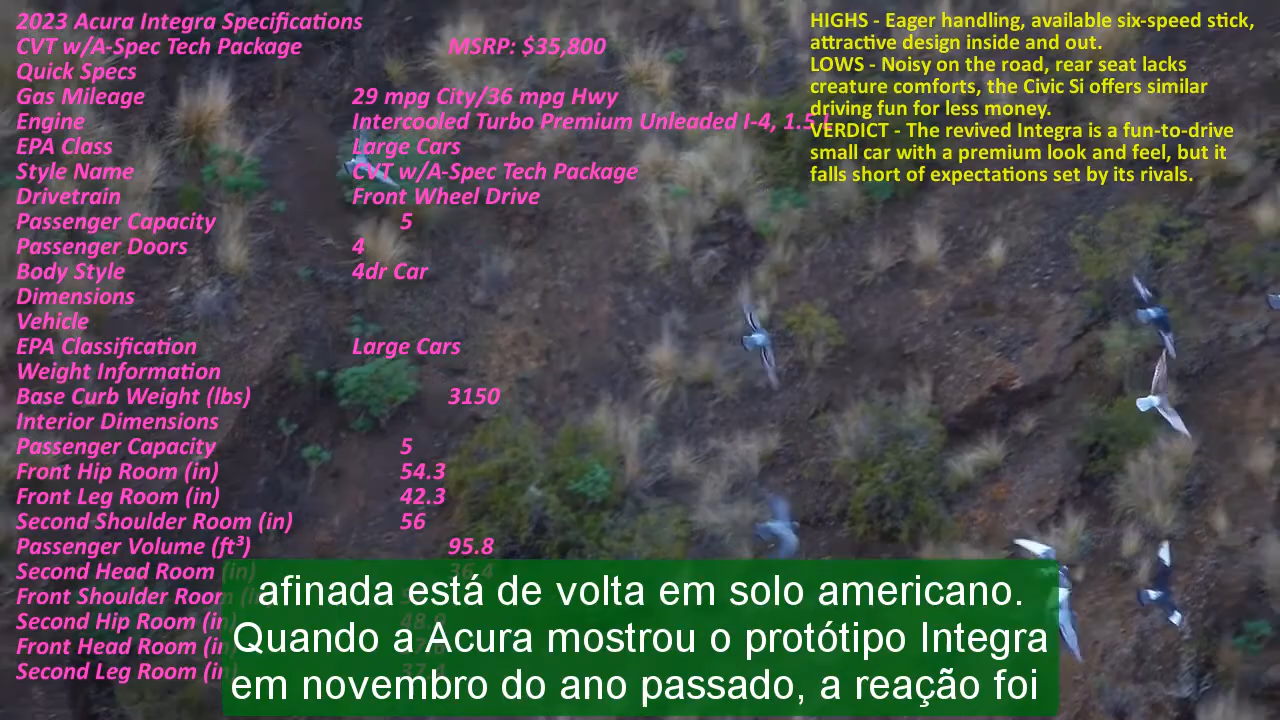 2023 Acura Integra Specifications
CVT w/A-Spec Tech Package MSRP: $35,800
Quick Specs
Gas Mileage 29 mpg City/36 mpg Hwy
Engine Intercooled Turbo Premium Unleaded I-4, 1.5 L
EPA Class Large Cars
Style Name CVT w/A-Spec Tech Package
Drivetrain Front Wheel Drive
Passenger Capacity 5
Passenger Doors 4
Body Style 4dr Car
Dimensions
Vehicle
EPA Classification Large Cars
Weight Information
Base Curb Weight (lbs) 3150
Interior Dimensions
Passenger Capacity 5
Front Hip Room (in) 54.3
Front Leg Room (in) 42.3
Second Shoulder Room (in) 56
Passenger Volume (ft³) 95.8
Second Head Room (in) 36.4
Front Shoulder Room (in)
Second Hip Room (in)
Front Head Room (in)
Second Leg Room (in) 37.4
HIGHS - Eager handling, available six-speed stick,
attractive design inside and out.
LOWS - Noisy on the road, rear seat lacks
creature comforts, the Civic Si offers similar
driving fun for less money.
VERDICT - The revived Integra is a fun-to-drive
small car with a premium look and feel, but it
falls short of expectations set by its rivals.
afinada está de volta em solo americano.
Quando a Acura mostrou o protótipo Integra
em novembro do ano passado, a reação foi